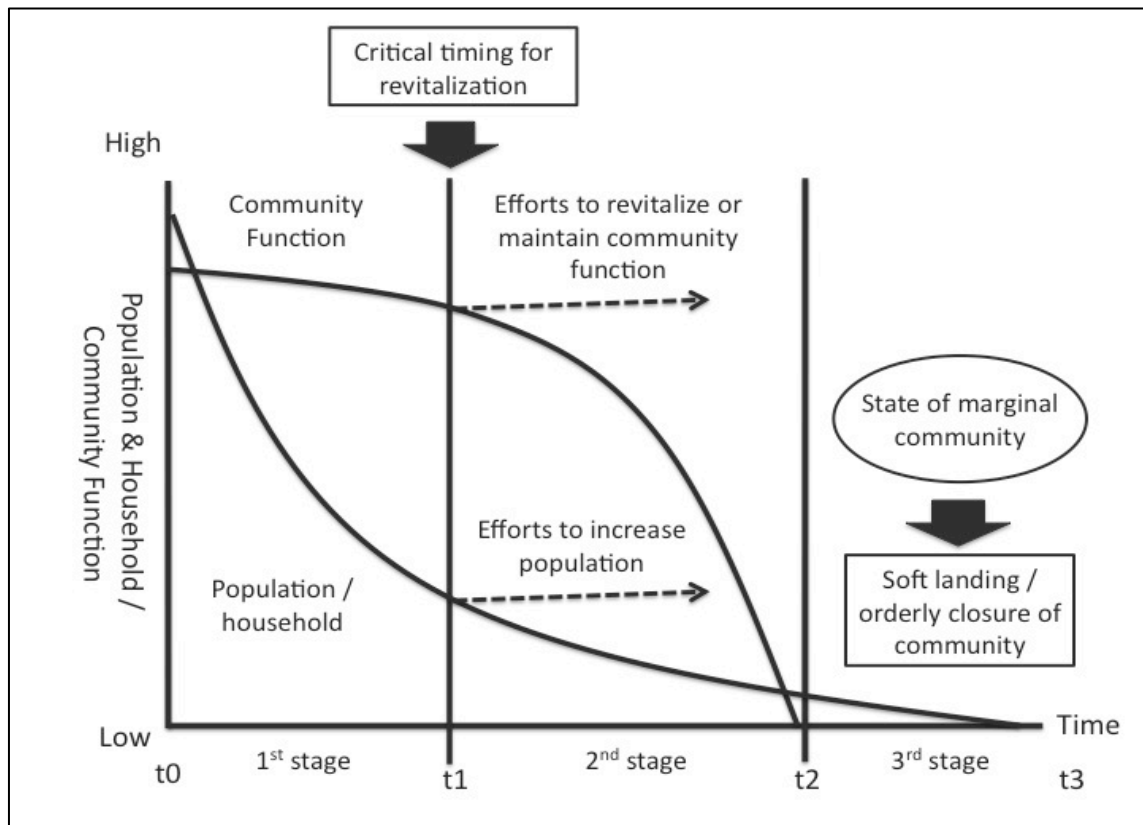 Critical timing for
revitalization
High
Community
Function
Efforts to revitalize or
maintain community
function
Population & Household /
Community Function
State of marginal
community
Efforts to increase
population
Population /
household
Soft landing /
orderly closure of
community
Low
Time
t0
1st stage
t1
2nd stage
t2
3rd stage
t3